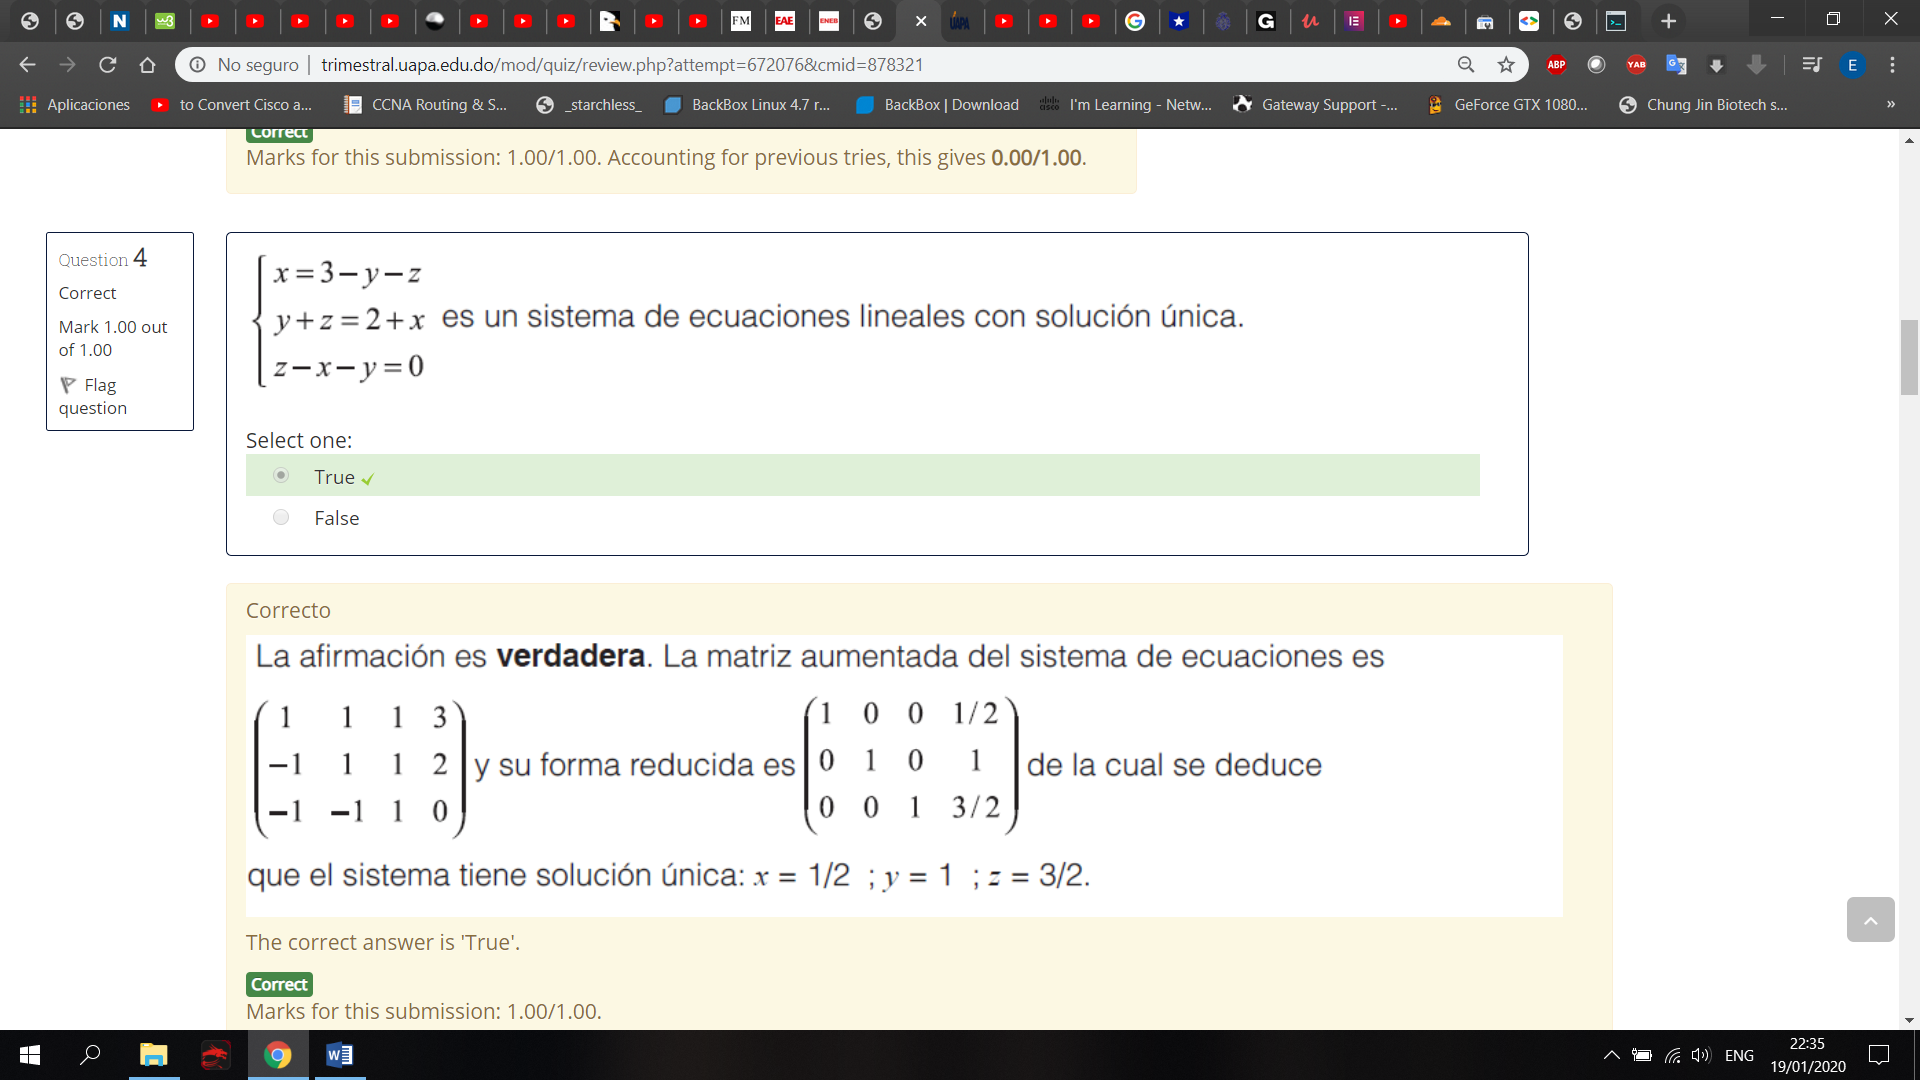 No seguro | trimestral.uapa.edu.do/mod/quiz/review.php?attempt=672076&cmid=878321
Aplicaciones to Convert Cisco a... CCNA Routing & S... _starchless_ BackBox Linux 4.7 r... BackBox | Download I'm Learning - Netw... Gateway Support -... GeForce GTX 1080... Chung Jin Biotech s... »
Correct
Marks for this submission: 1.00/1.00. Accounting for previous tries, this gives 0.00/1.00.
Question 4
Correct
Mark 1.00 out
of 1.00
Flag
question
x=3−y−z
y+z=2+x es un sistema de ecuaciones lineales con solución única.
z−x−y=0
Select one:
True
False
Correcto
La afirmación es verdadera. La matriz aumentada del sistema de ecuaciones es
1 1 1 3
−1 1 1 2
−1 −1 1 0
y su forma reducida es
1 0 0 1/2
0 1 0 1
0 0 1 3/2
de la cual se deduce
que el sistema tiene solución única: x = 1/2 ; y = 1 ; z = 3/2.
The correct answer is 'True'.
Correct
Marks for this submission: 1.00/1.00.
ENG
22:35
19/01/2020